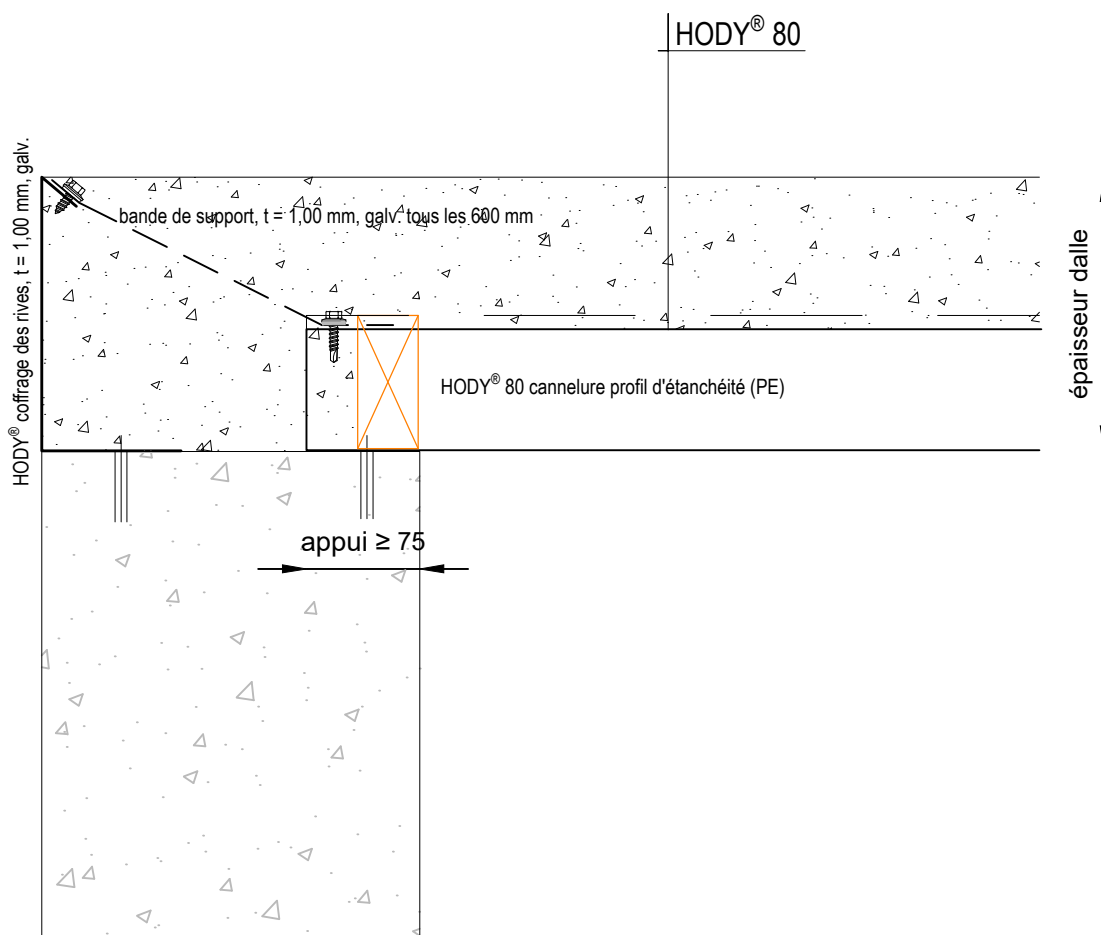 HODY® 80
HODY® coffrage des rives, t = 1,00 mm, galv.
bande de support, t = 1,00 mm, galv. tous les 600 mm
épaisseur dalle
HODY® 80 cannelure profil d'étanchéité (PE)
appui ≥ 75